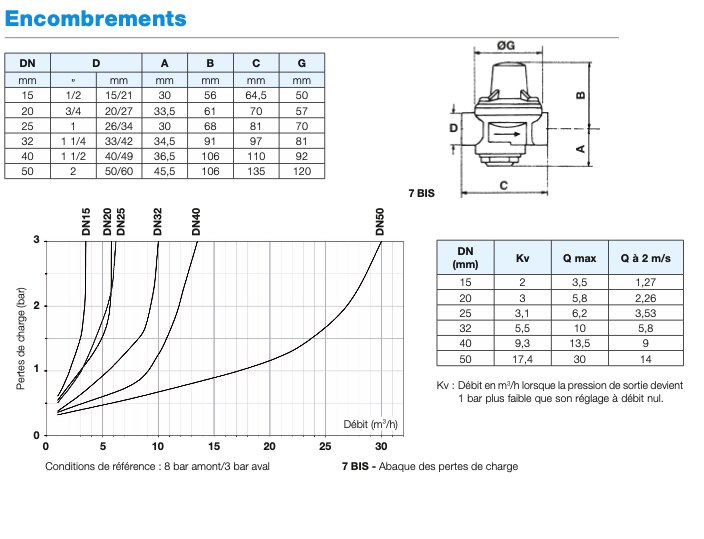 Encombrements
DN D A B C G
mm " mm mm mm mm mm
15 1/2 15/21 30 56 64,5 50
20 3/4 20/27 33,5 61 70 57
25 1 26/34 30 68 81 70
32 1 1/4 33/42 34,5 91 97 81
40 1 1/2 40/49 36,5 106 110 92
50 2 50/60 45,5 106 135 120
ØG
B
D
A
C
7 BIS
DN15 DN20 DN25 DN32 DN40 DN50
Pertes de charge (bar)
3
2
1
0
Débit (m³/h)
0 5 10 15 20 25 30
Conditions de référence : 8 bar amont/3 bar aval
7 BIS - Abaque des pertes de charge
DN (mm) Kv Q max Q à 2 m/s
15 2 3,5 1,27
20 3 5,8 2,26
25 3,1 6,2 3,53
32 5,5 10 5,8
40 9,3 13,5 9
50 17,4 30 14
Kv : Débit en m³/h lorsque la pression de sortie devient
1 bar plus faible que son réglage à débit nul.